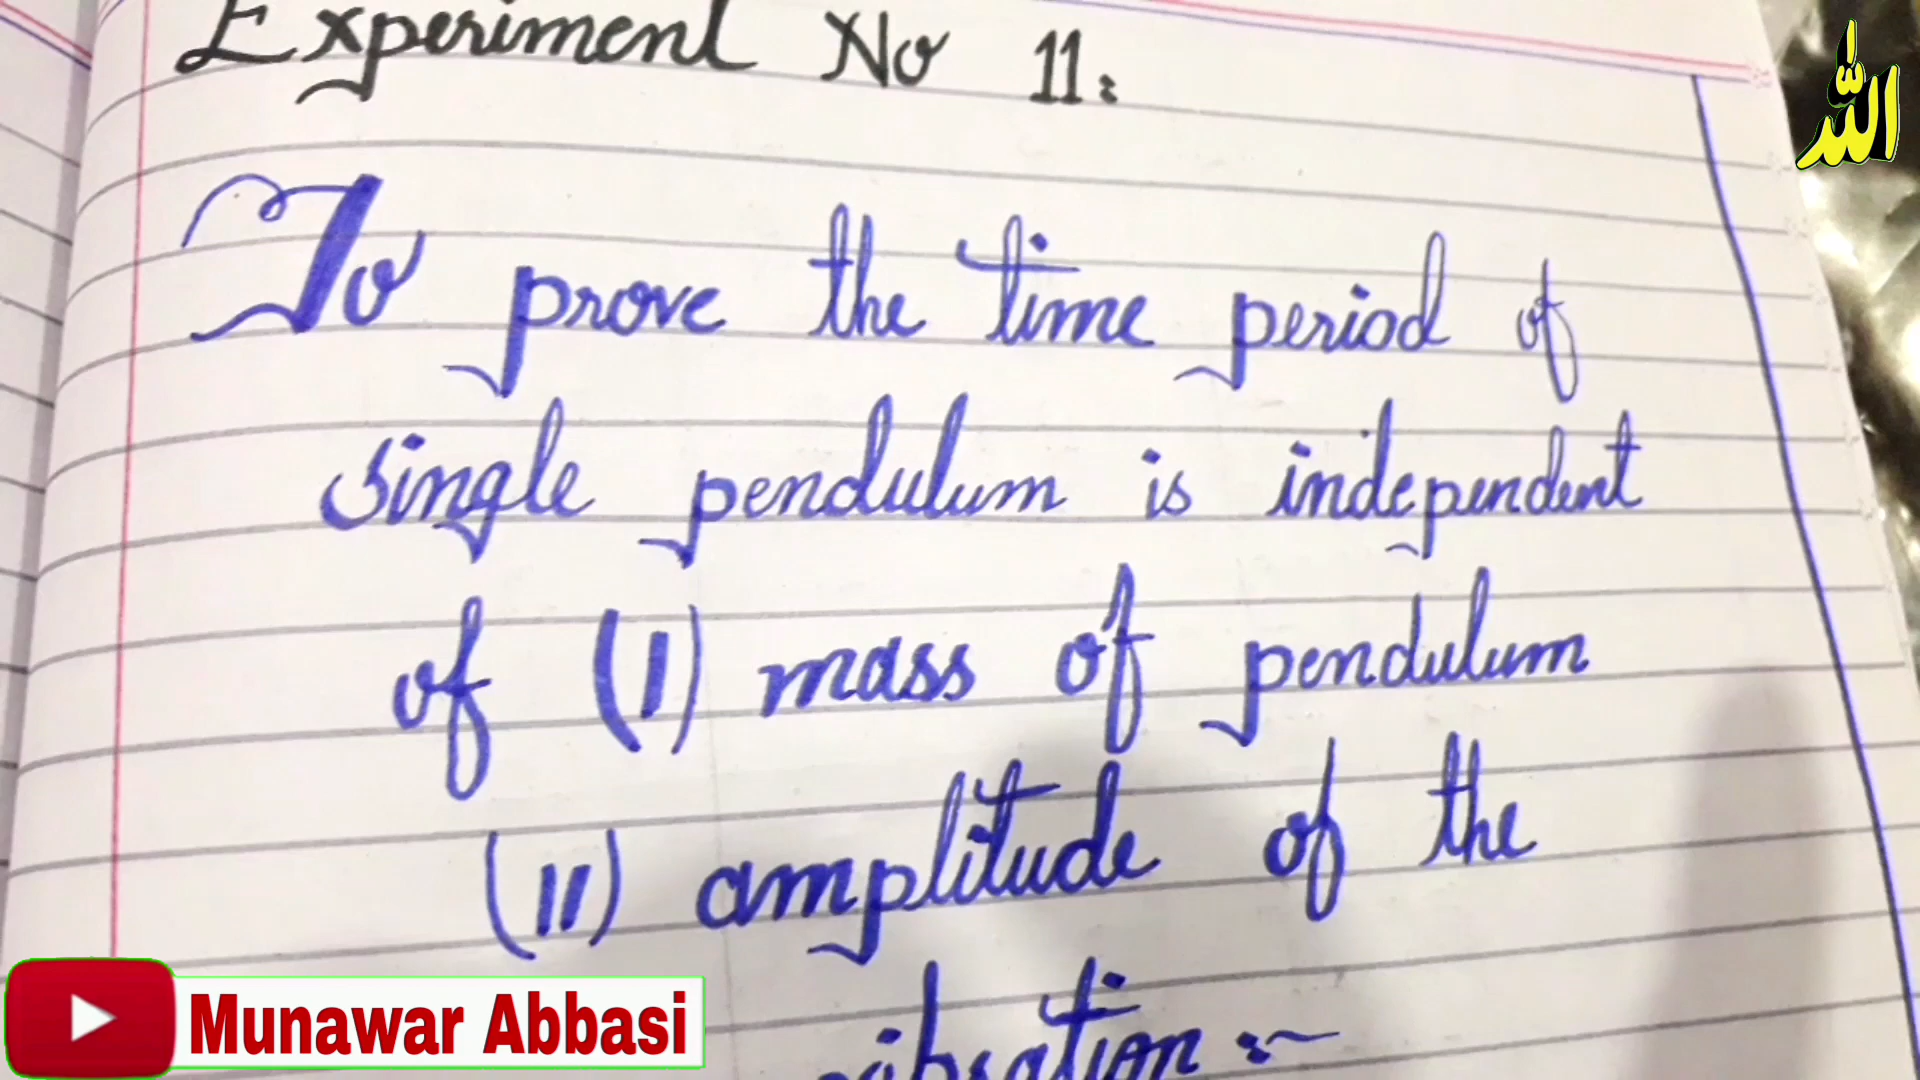 Experiment No 11:
To prove the time period of
single pendulum is independent
of (I) mass of pendulum
(II) amplitude of the
vibration :~
Munawar Abbasi
الله